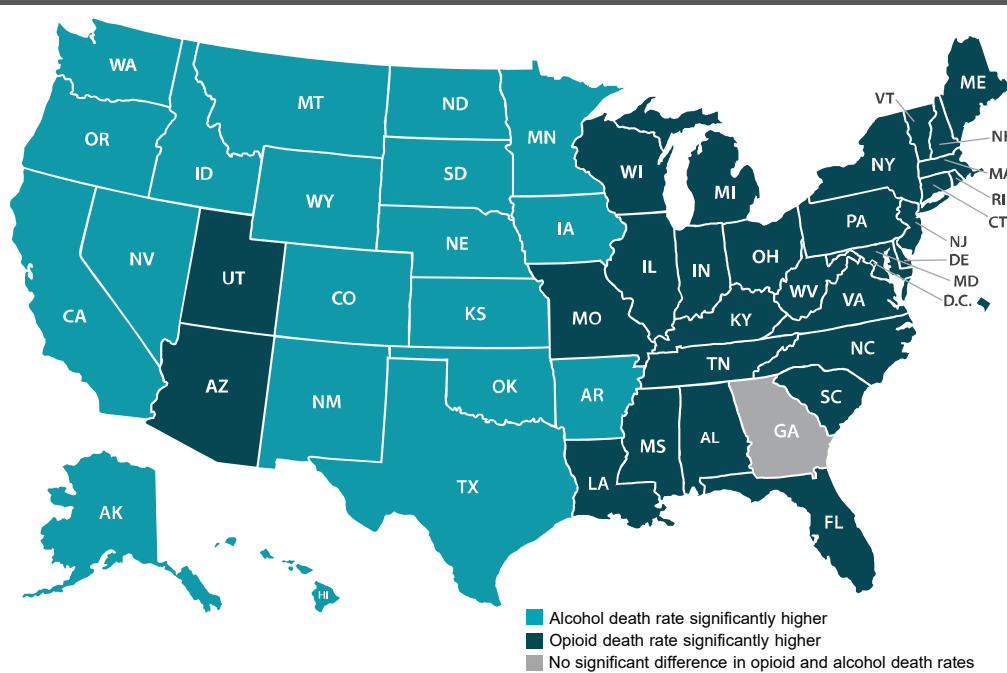 WA
MT
ND
MN
OR
ID
SD
WY
WI
MI
NY
VT
ME
NH
MA
RI
CT
NV
UT
CO
NE
IA
IL
IN
OH
PA
NJ
DE
MD
D.C.
CA
KS
MO
KY
WV
VA
AZ
NM
OK
AR
TN
NC
SC
TX
LA
MS
AL
GA
FL
AK
HI
Alcohol death rate significantly higher
Opioid death rate significantly higher
No significant difference in opioid and alcohol death rates